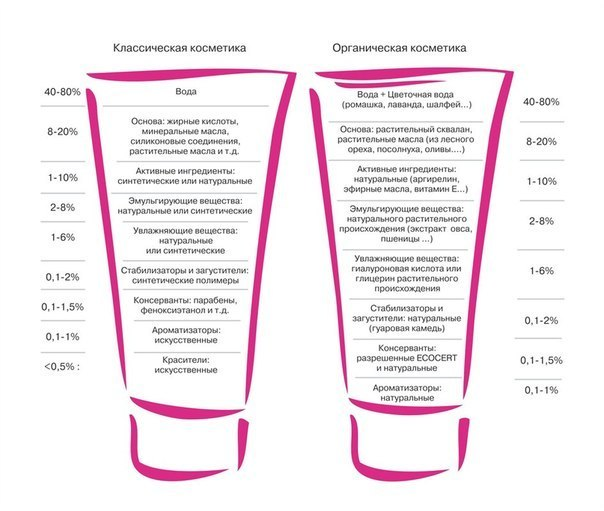 Классическая косметика
40-80%
Вода
8-20%
Основа: жирные кислоты,
минеральные масла,
силиконовые соединения,
растительные масла и т.д.
1-10%
Активные ингредиенты:
синтетические или натуральные
2-8%
Эмульгирующие вещества:
натуральные или синтетические
1-6%
Увлажняющие вещества:
натуральные
или синтетические
0,1-2%
Стабилизаторы и загустители:
синтетические полимеры
0,1-1,5%
Консерванты: парабены,
феноксиэтанол и т.д.
0,1-1%
Ароматизаторы:
искусственные
<0,5% :
Красители:
искусственные
Органическая косметика
Вода + Цветочная вода
(ромашка, лаванда, шалфей...)
40-80%
Основа: растительный сквалан,
растительные масла (из лесного
ореха, посолнуха, оливы....)
8-20%
Активные ингредиенты:
натуральные (аргирелин,
эфирные масла, витамин Е...)
1-10%
Эмульгирующие вещества:
натурального растительного
происхождения (экстракт овса,
пшеницы ...)
2-8%
Увлажняющие вещества:
гиалуроновая кислота или
глицерин растительного
происхождения
1-6%
Стабилизаторы и
загустители: натуральные
(гуаровая камедь)
0,1-2%
Консерванты:
разрешенные ECOCERT
и натуральные
0,1-1,5%
Ароматизаторы:
натуральные
0,1-1%